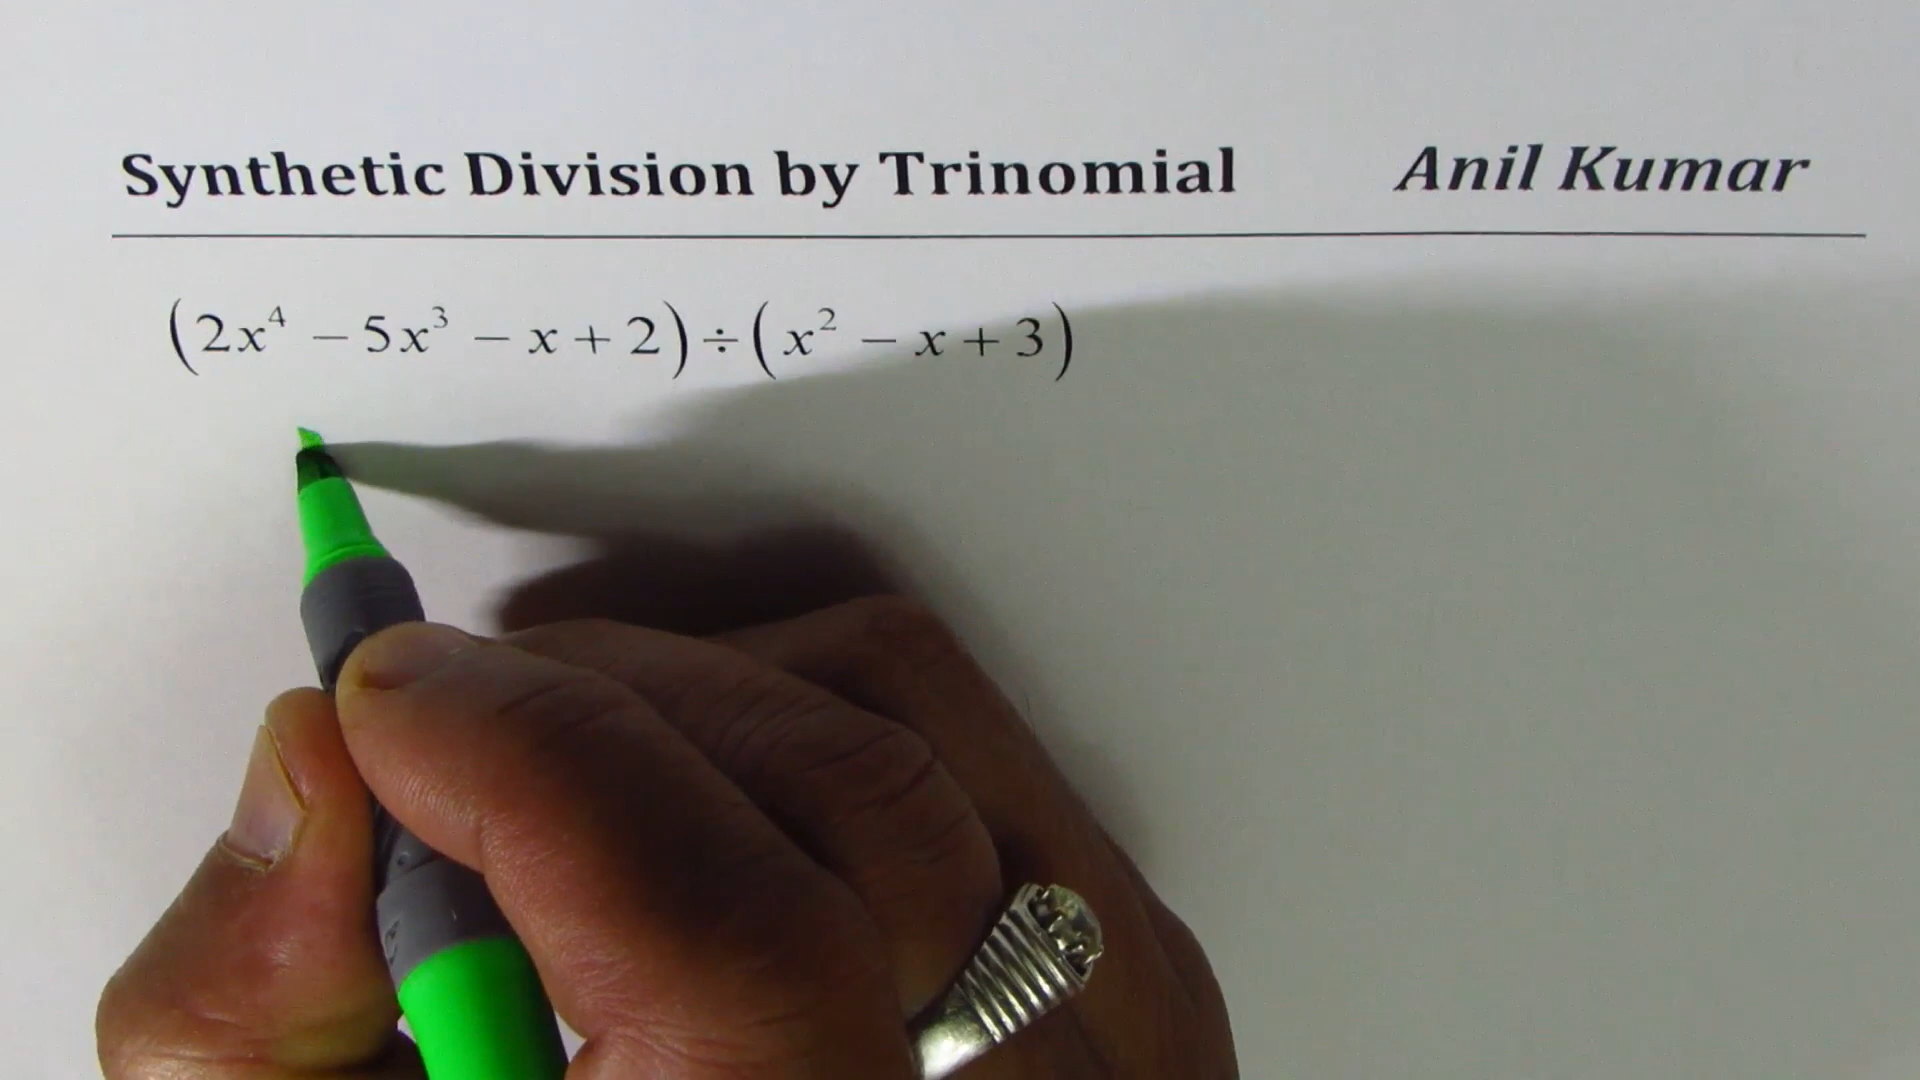 Synthetic Division by Trinomial Anil Kumar
(2x⁴ − 5x³ − x + 2) ÷ (x² − x + 3)